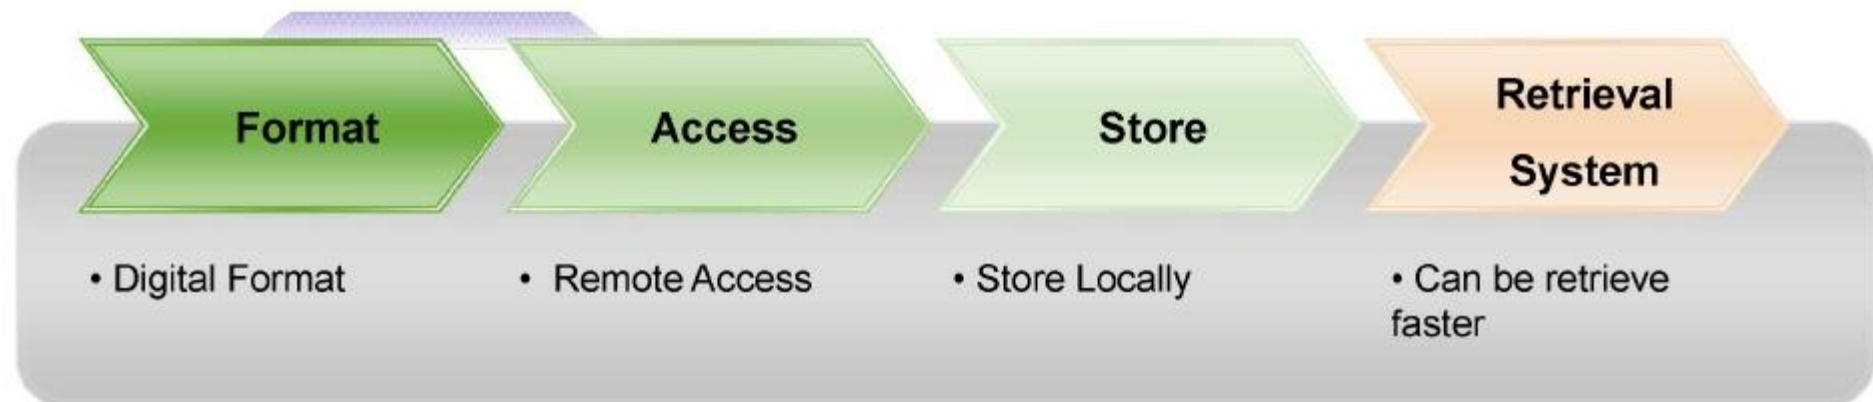 Format
Access
Store
Retrieval
System
• Digital Format
• Remote Access
• Store Locally
• Can be retrieve
faster